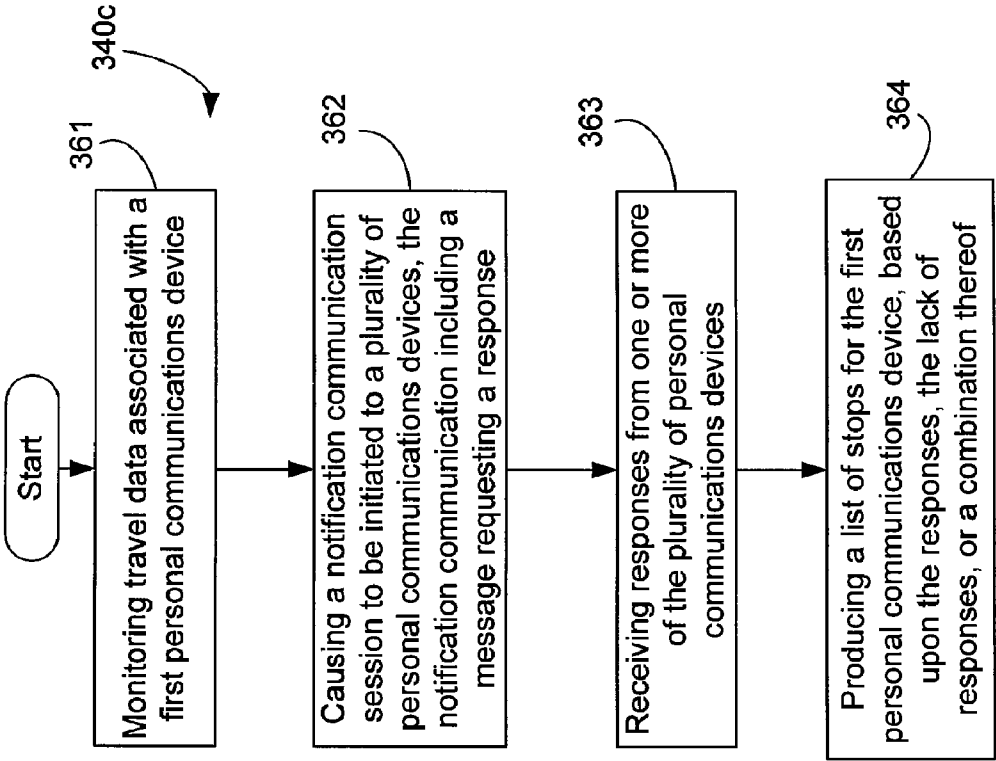 Start
340c
361
Monitoring travel data associated with a
first personal communications device
362
Causing a notification communication
session to be initiated to a plurality of
personal communications devices, the
notification communication including a
message requesting a response
363
Receiving responses from one or more
of the plurality of personal
communications devices
364
Producing a list of stops for the first
personal communications device, based
upon the responses, the lack of
responses, or a combination thereof